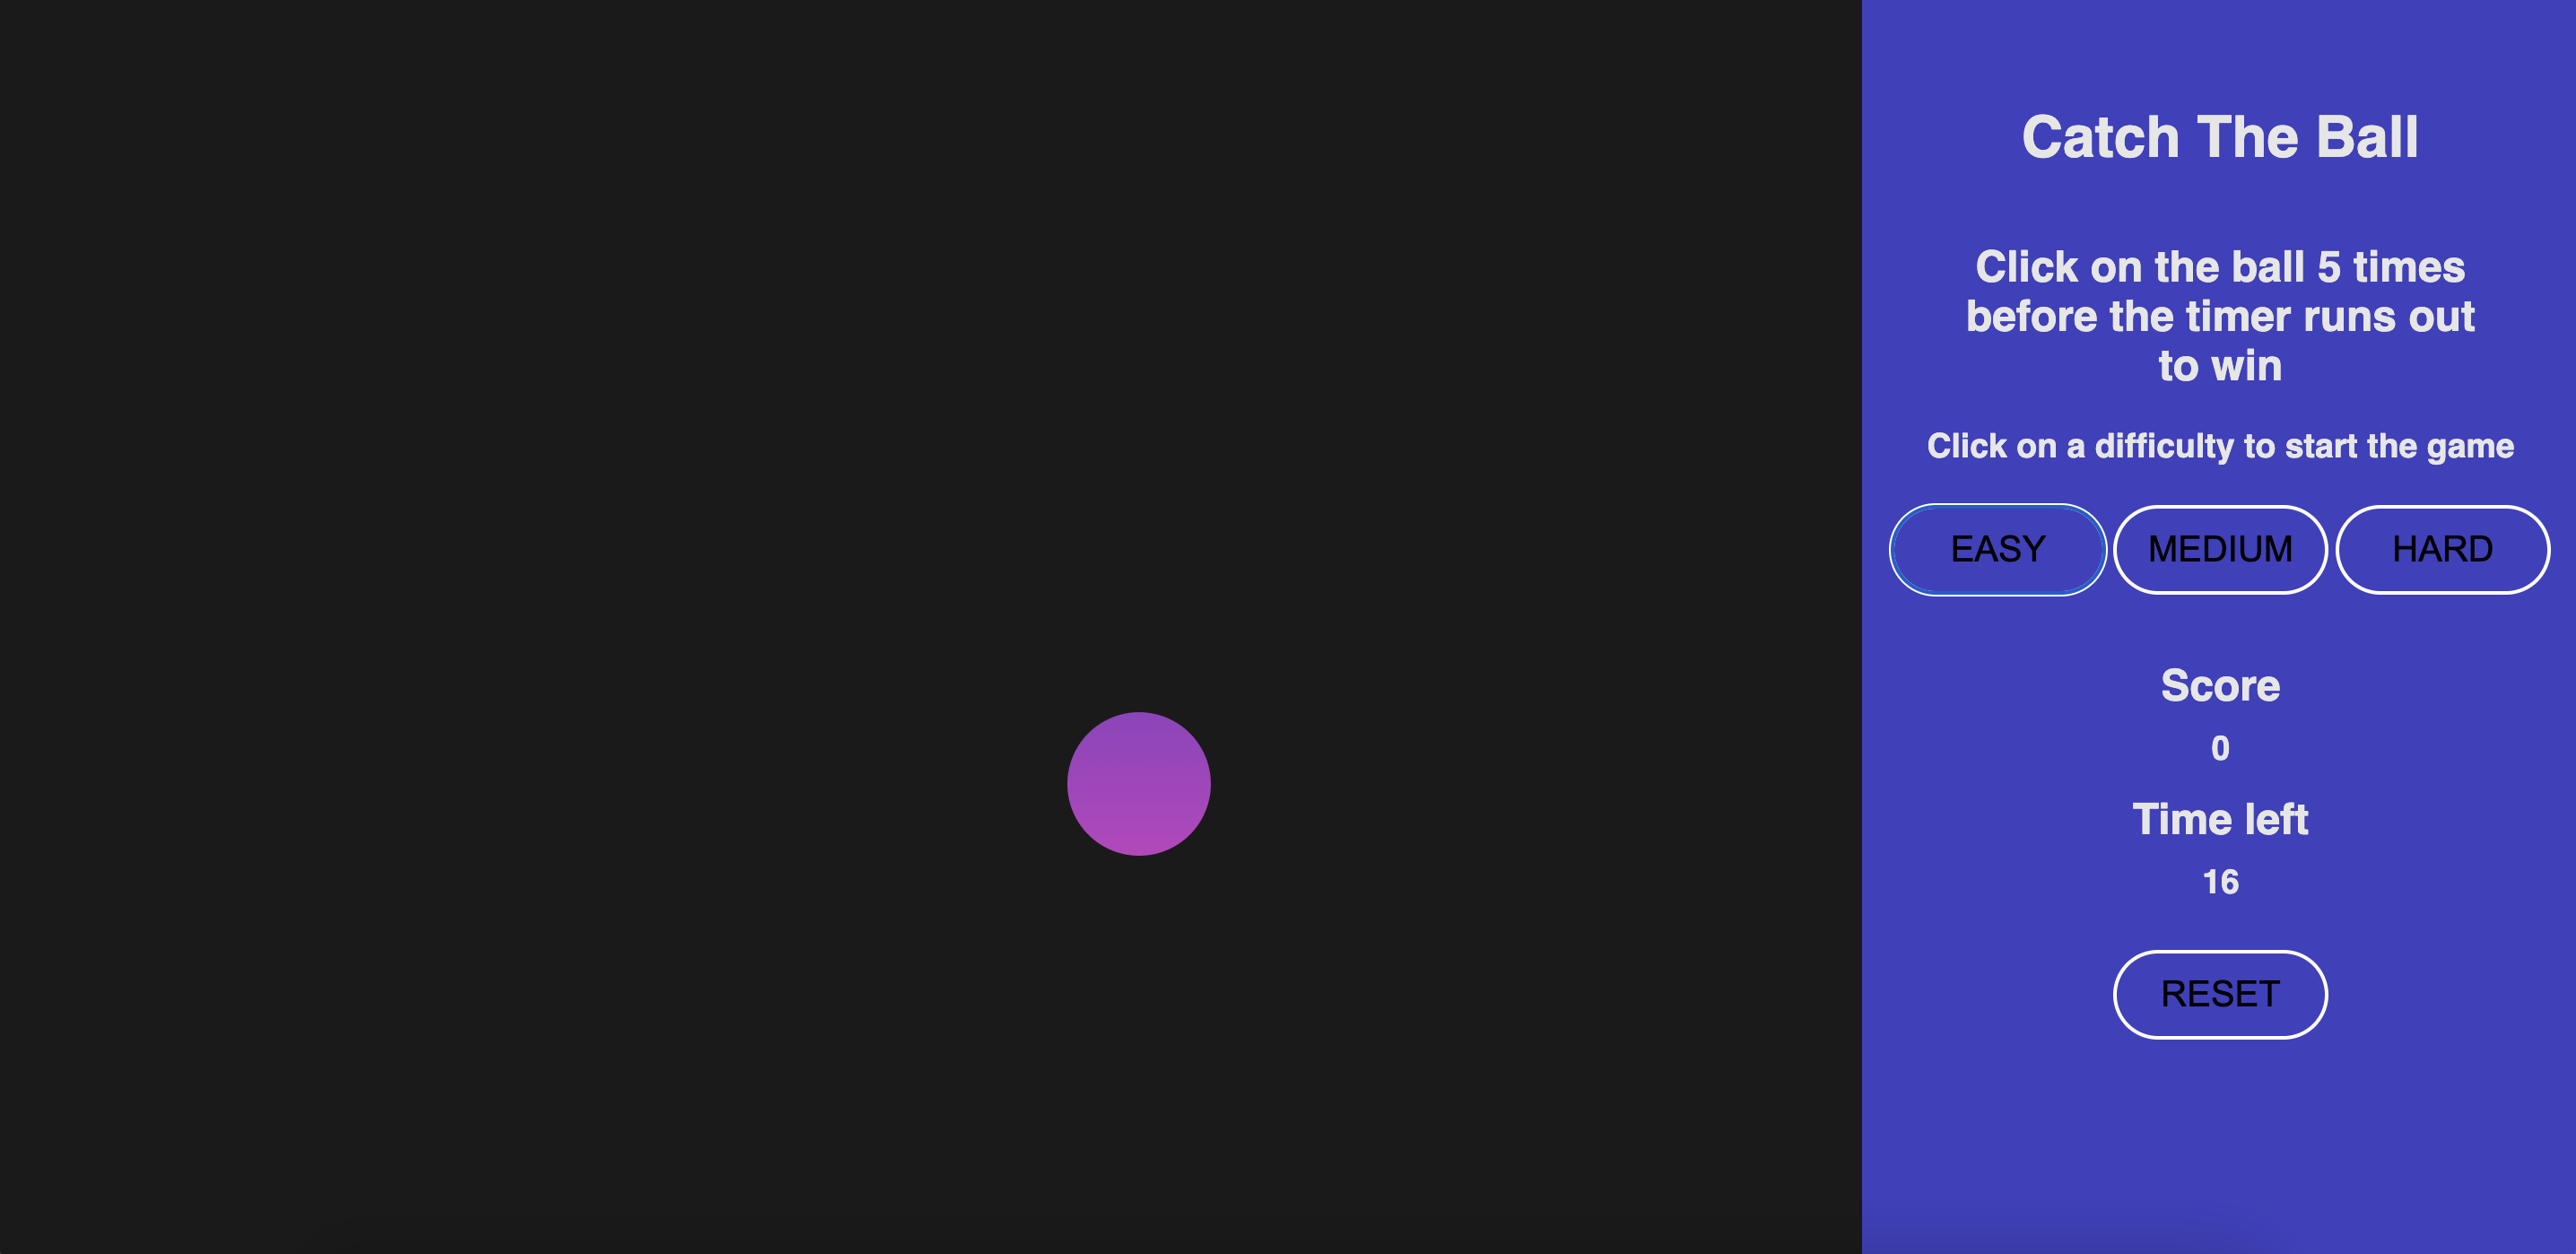 Catch The Ball
Click on the ball 5 times
before the timer runs out
to win
Click on a difficulty to start the game
EASY MEDIUM HARD
Score
0
Time left
16
RESET